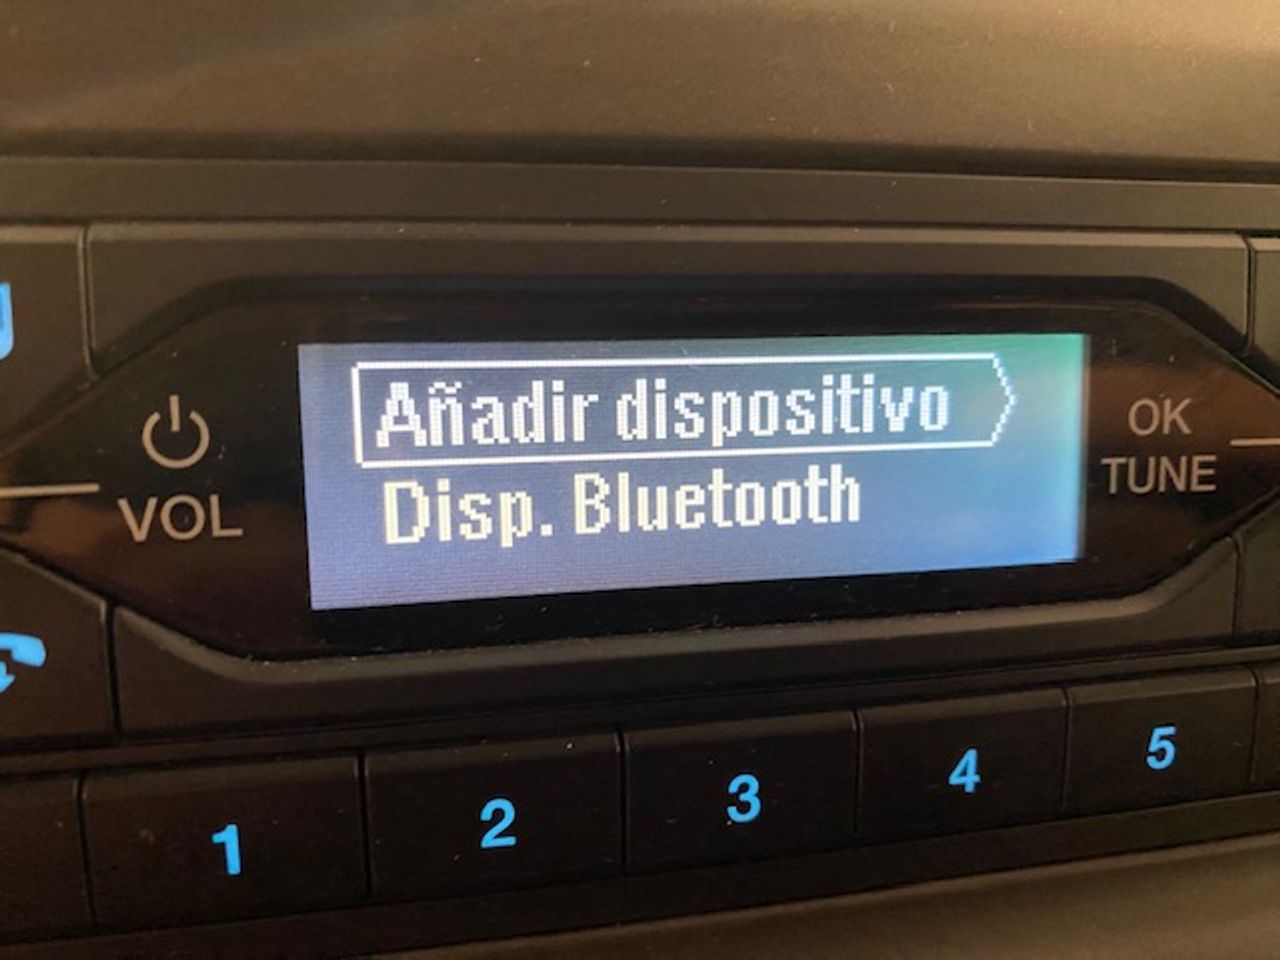 Añadir dispositivo
Disp. Bluetooth
VOL
OK
TUNE
1
2
3
4
5